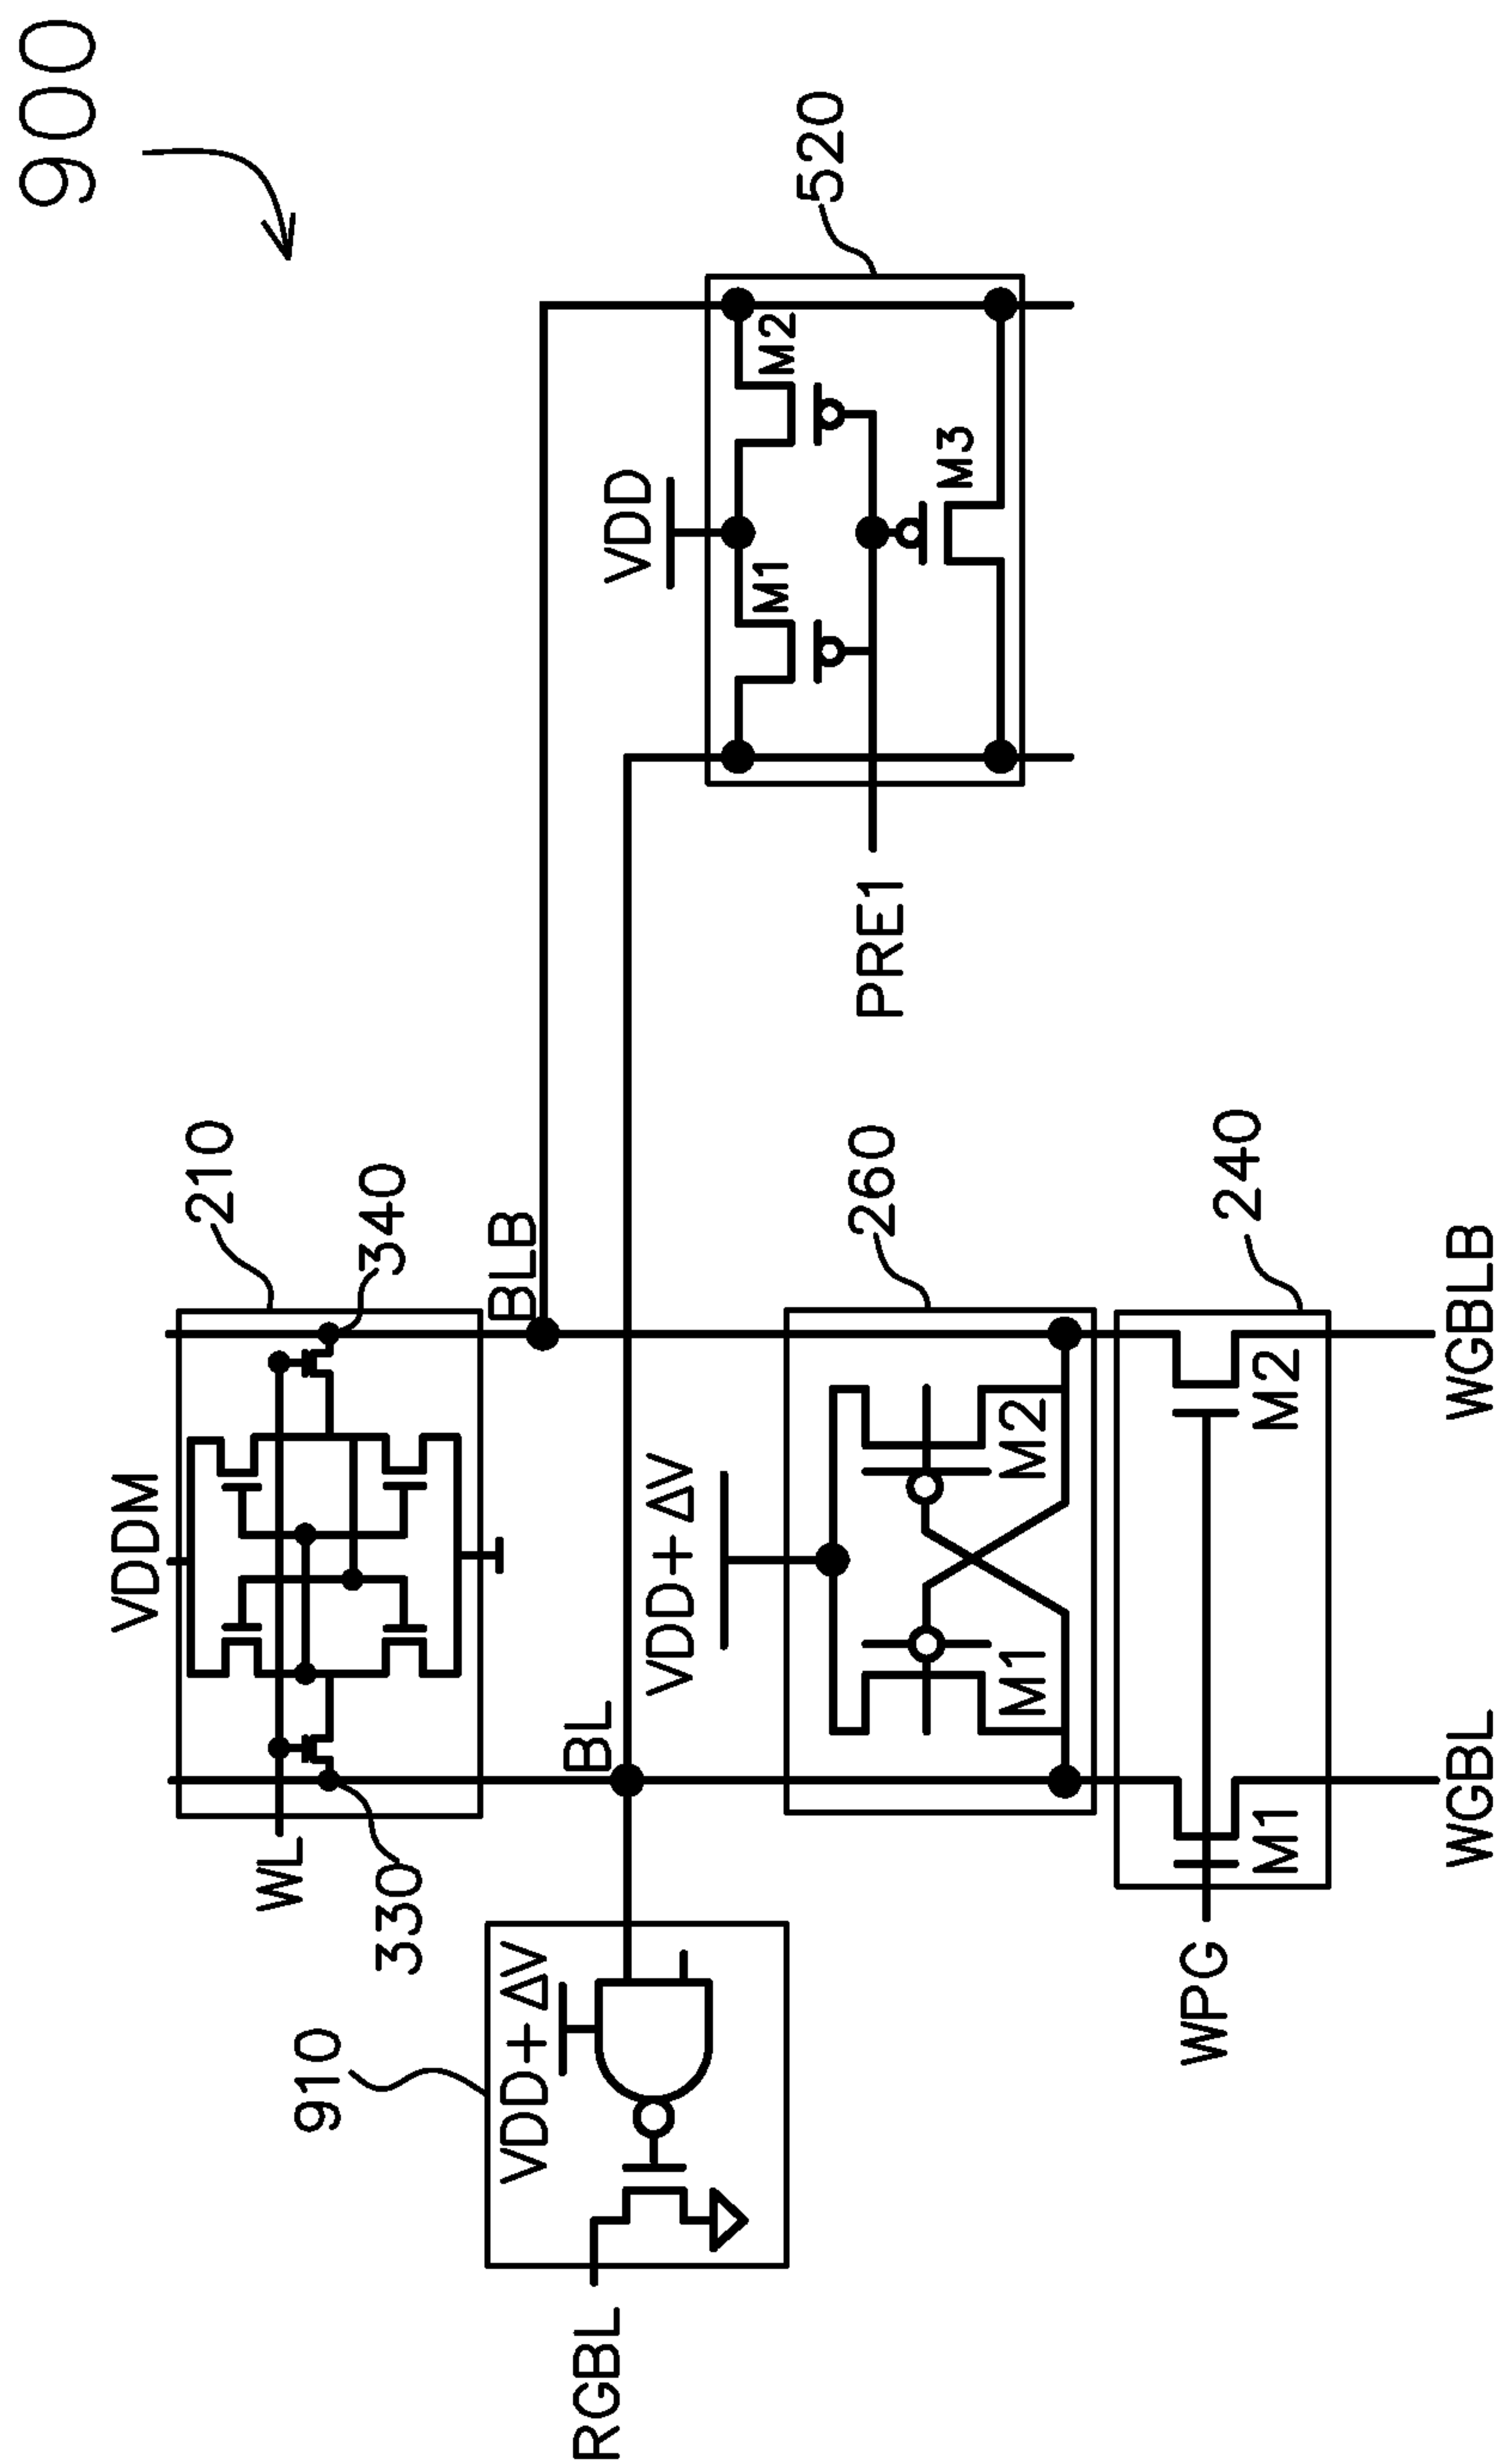 900
VDDM
210
WL
340
330
BLB
BL
910
VDD+ΔV
RGBL
VDD+ΔV
260
M1
M2
VDD
520
M1
M2
M3
PRE1
240
WPG
M1
M2
WGBL
WGBLB